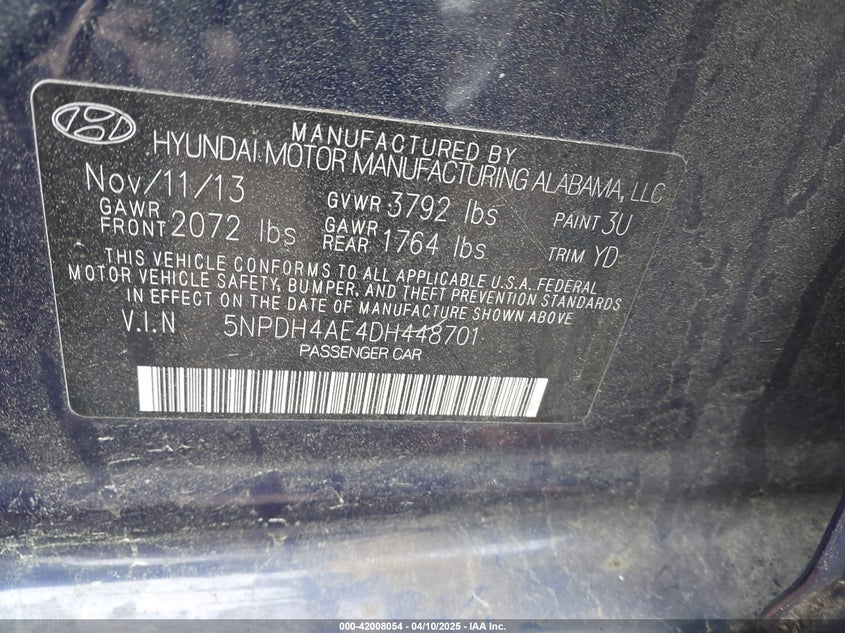 MANUFACTURED BY
HYUNDAI MOTOR MANUFACTURING ALABAMA, LLC
Nov/11/13 GVWR 3792 lbs PAINT 3U
GAWR FRONT 2072 lbs GAWR REAR 1764 lbs TRIM YD
THIS VEHICLE CONFORMS TO ALL APPLICABLE U.S.A. FEDERAL
MOTOR VEHICLE SAFETY, BUMPER, AND THEFT PREVENTION STANDARDS
IN EFFECT ON THE DATE OF MANUFACTURE SHOWN ABOVE
V.I.N 5NPDH4AE4DH448701
PASSENGER CAR
000-42008054 - 04/10/2025 - IAA Inc.